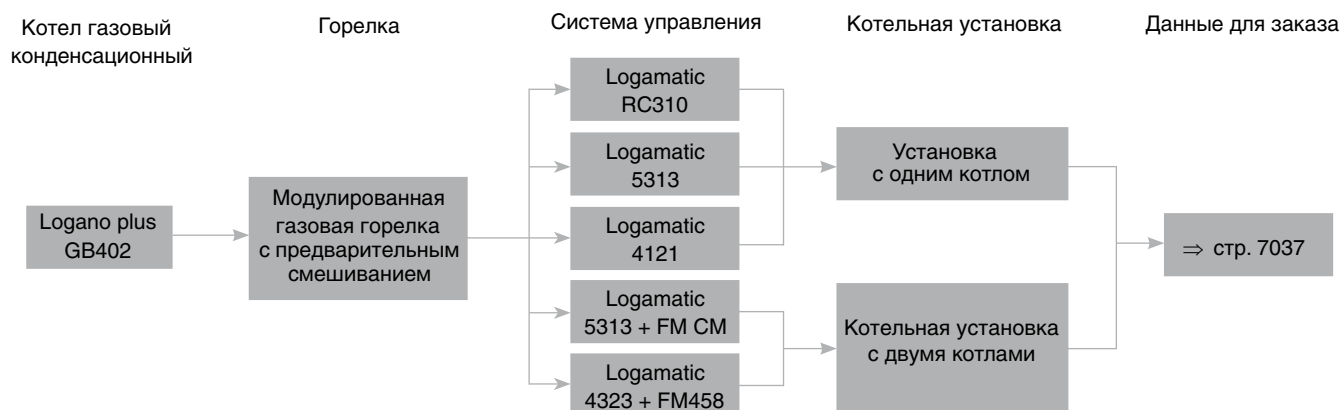 Котел газовый
конденсационный
Горелка
Система управления
Котельная установка
Данные для заказа
Logano plus
GB402
Модулированная
газовая горелка
с предварительным
смешиванием
Logamatic
RC310
Logamatic
5313
Logamatic
4121
Logamatic
5313 + FM CM
Logamatic
4323 + FM458
Установка
с одним котлом
Котельная установка
с двумя котлами
⇒ стр. 7037